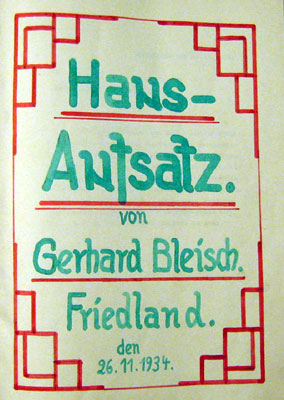 Haus-
Aufsatz.
von
Gerhard Bleisch.
Friedland.
den
26.11.1934.